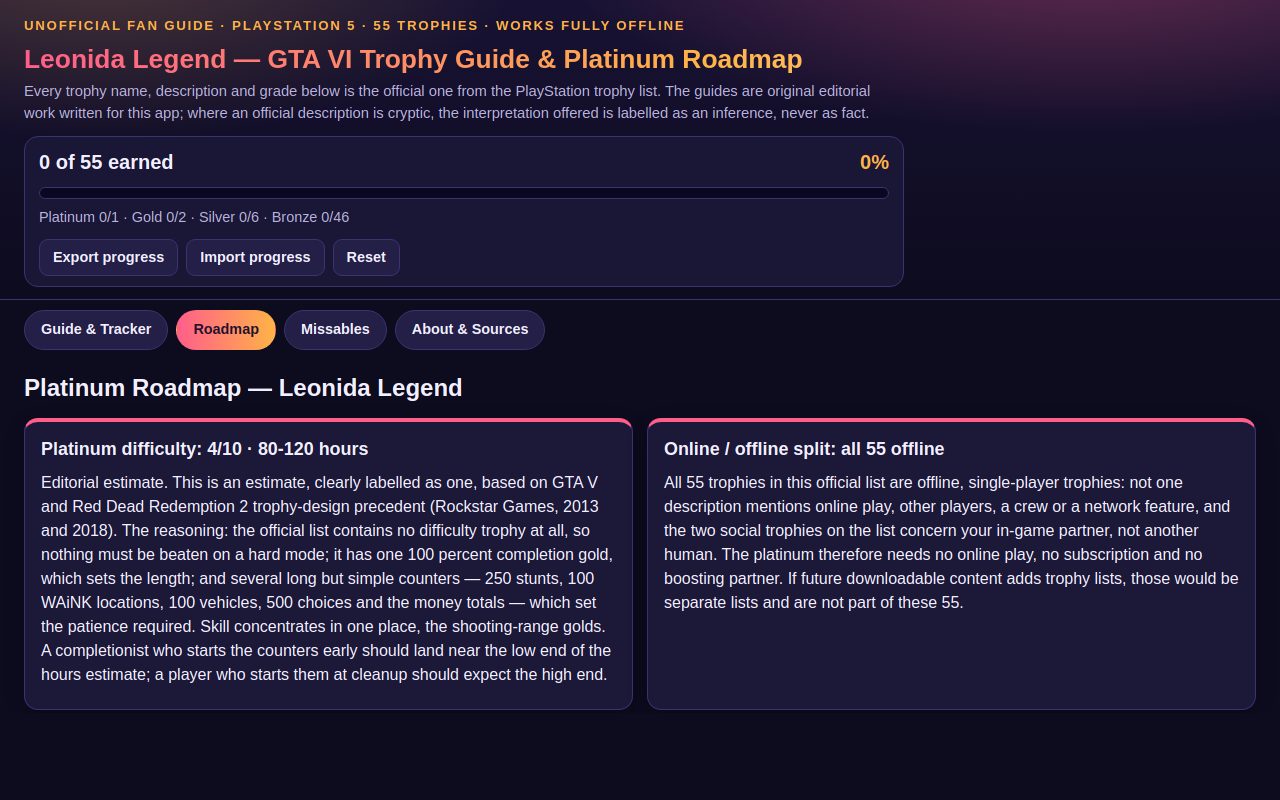 UNOFFICIAL FAN GUIDE · PLAYSTATION 5 · 55 TROPHIES · WORKS FULLY OFFLINE
Leonida Legend — GTA VI Trophy Guide & Platinum Roadmap
Every trophy name, description and grade below is the official one from the PlayStation trophy list. The guides are original editorial
work written for this app; where an official description is cryptic, the interpretation offered is labelled as an inference, never as fact.
0 of 55 earned
0%
Platinum 0/1 · Gold 0/2 · Silver 0/6 · Bronze 0/46
Export progress
Import progress
Reset
Guide & Tracker
Roadmap
Missables
About & Sources
Platinum Roadmap — Leonida Legend
Platinum difficulty: 4/10 · 80-120 hours
Editorial estimate. This is an estimate, clearly labelled as one, based on GTA V
and Red Dead Redemption 2 trophy-design precedent (Rockstar Games, 2013
and 2018). The reasoning: the official list contains no difficulty trophy at all, so
nothing must be beaten on a hard mode; it has one 100 percent completion gold,
which sets the length; and several long but simple counters — 250 stunts, 100
WAiNK locations, 100 vehicles, 500 choices and the money totals — which set
the patience required. Skill concentrates in one place, the shooting-range golds.
A completionist who starts the counters early should land near the low end of the
hours estimate; a player who starts them at cleanup should expect the high end.
Online / offline split: all 55 offline
All 55 trophies in this official list are offline, single-player trophies: not one
description mentions online play, other players, a crew or a network feature, and
the two social trophies on the list concern your in-game partner, not another
human. The platinum therefore needs no online play, no subscription and no
boosting partner. If future downloadable content adds trophy lists, those would be
separate lists and are not part of these 55.